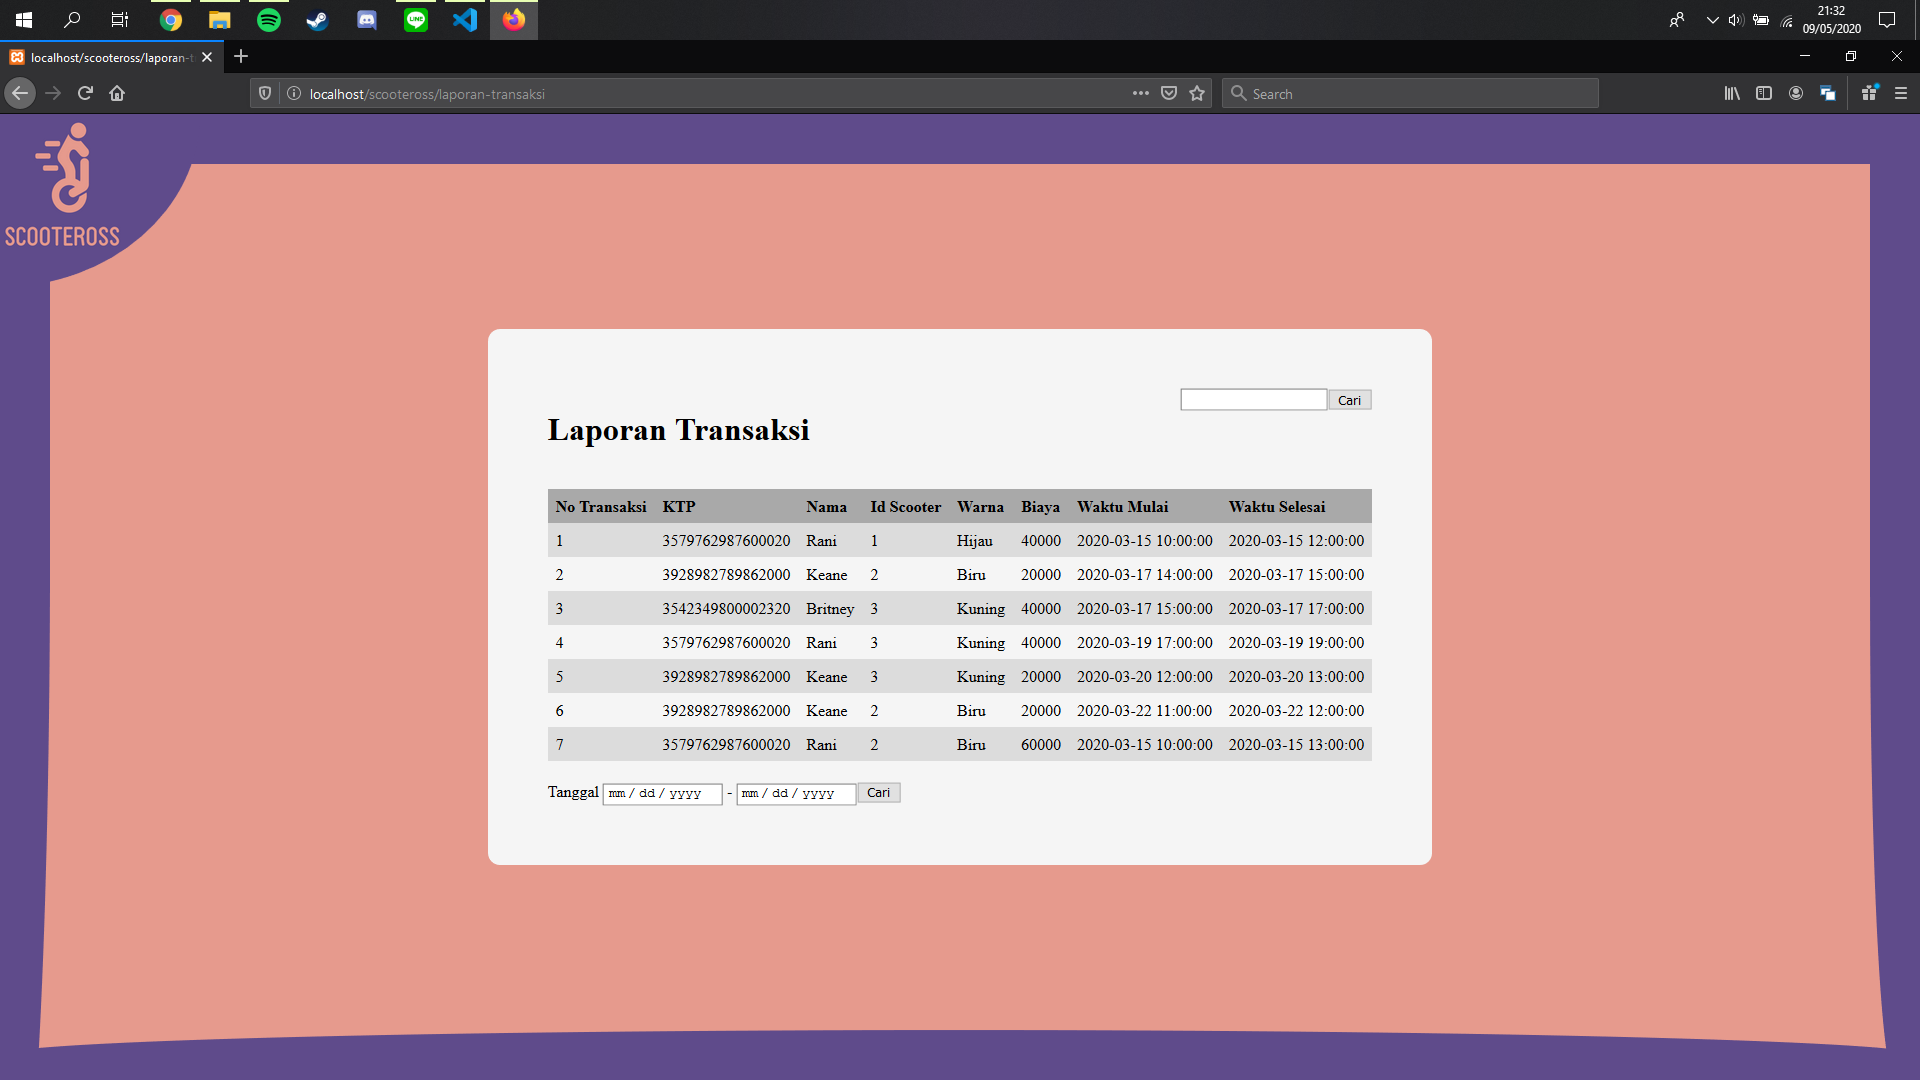 21:32
09/05/2020
localhost/scooteross/laporan-t
localhost/scooteross/laporan-transaksi
Search
SCOOTEROSS
Cari
Laporan Transaksi
No Transaksi KTP Nama Id Scooter Warna Biaya Waktu Mulai Waktu Selesai
1 3579762987600020 Rani 1 Hijau 40000 2020-03-15 10:00:00 2020-03-15 12:00:00
2 3928982789862000 Keane 2 Biru 20000 2020-03-17 14:00:00 2020-03-17 15:00:00
3 3542349800002320 Britney 3 Kuning 40000 2020-03-17 15:00:00 2020-03-17 17:00:00
4 3579762987600020 Rani 3 Kuning 40000 2020-03-19 17:00:00 2020-03-19 19:00:00
5 3928982789862000 Keane 3 Kuning 20000 2020-03-20 12:00:00 2020-03-20 13:00:00
6 3928982789862000 Keane 2 Biru 20000 2020-03-22 11:00:00 2020-03-22 12:00:00
7 3579762987600020 Rani 2 Biru 60000 2020-03-15 10:00:00 2020-03-15 13:00:00
Tanggal mm / dd / yyyy - mm / dd / yyyy Cari